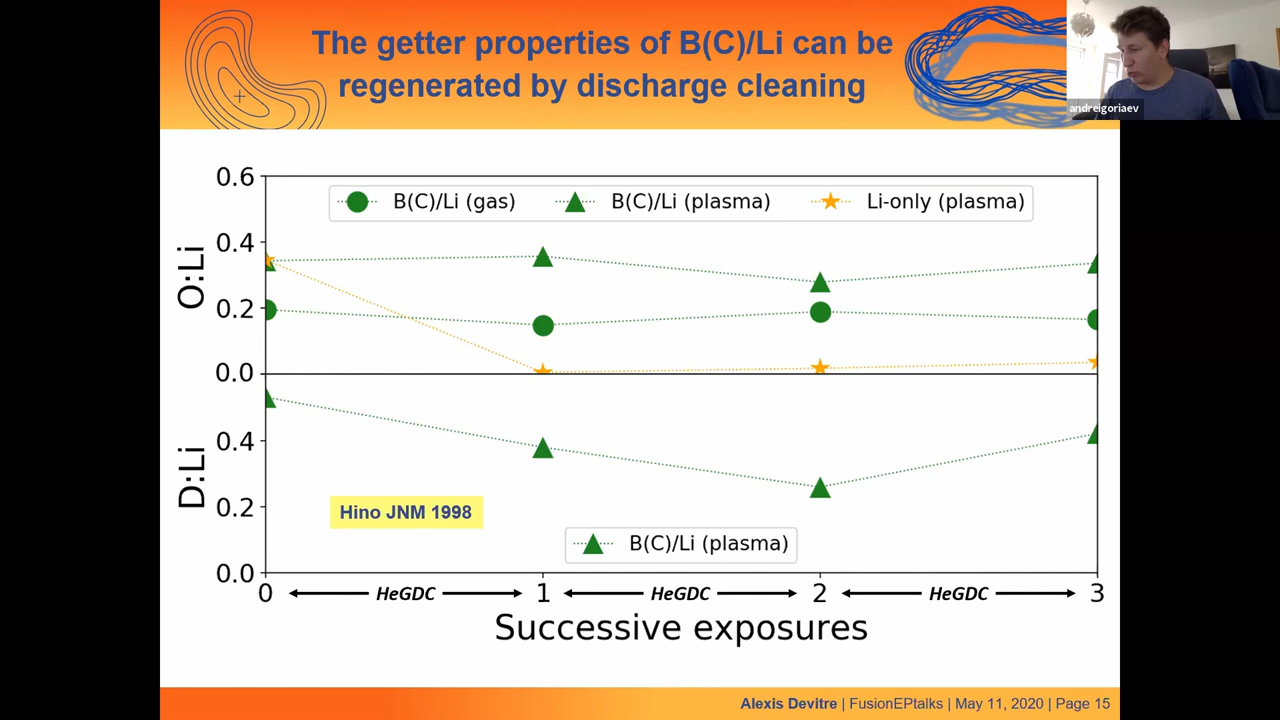 The getter properties of B(C)/Li can be
regenerated by discharge cleaning
andreigoriaev
0.6
B(C)/Li (gas)
B(C)/Li (plasma)
Li-only (plasma)
0.4
O:Li
0.2
0.0
0.4
D:Li
0.2
Hino JNM 1998
B(C)/Li (plasma)
0.0
0 HeGDC 1 HeGDC 2 HeGDC 3
Successive exposures
Alexis Devitre | FusionEPtalks | May 11, 2020 | Page 15